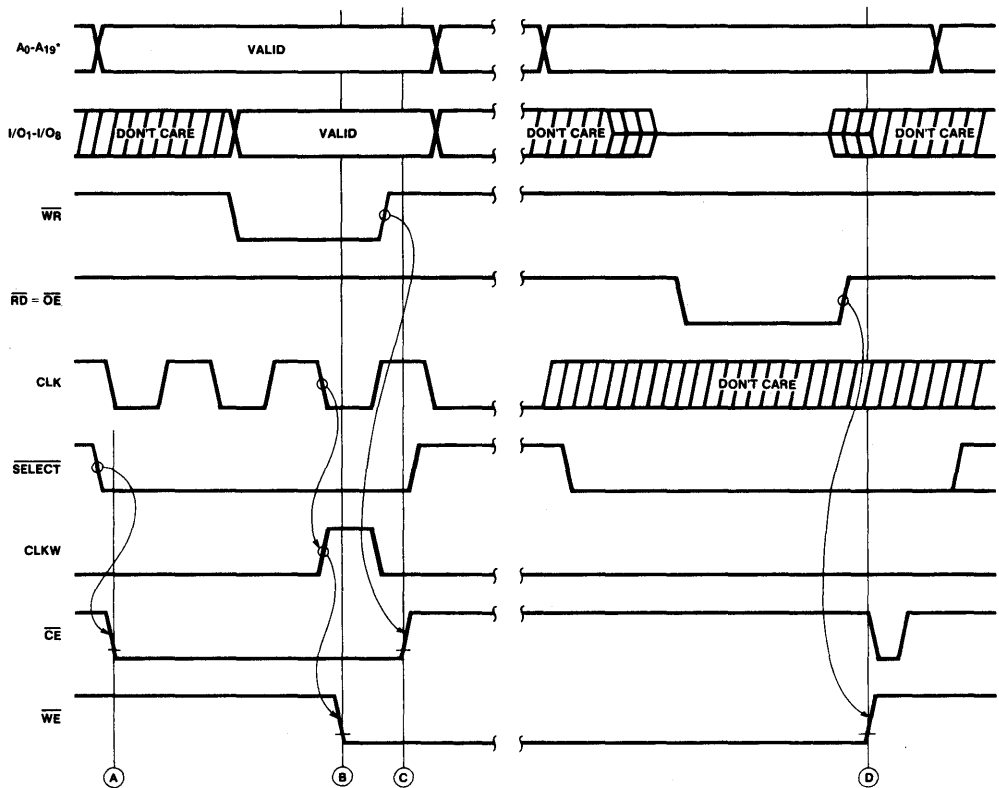 A0-A19* VALID
I/O1-I/O8 DON'T CARE VALID DON'T CARE DON'T CARE
WR
RD = OE
CLK DON'T CARE
SELECT
CLKW
CE
WE
A B C D